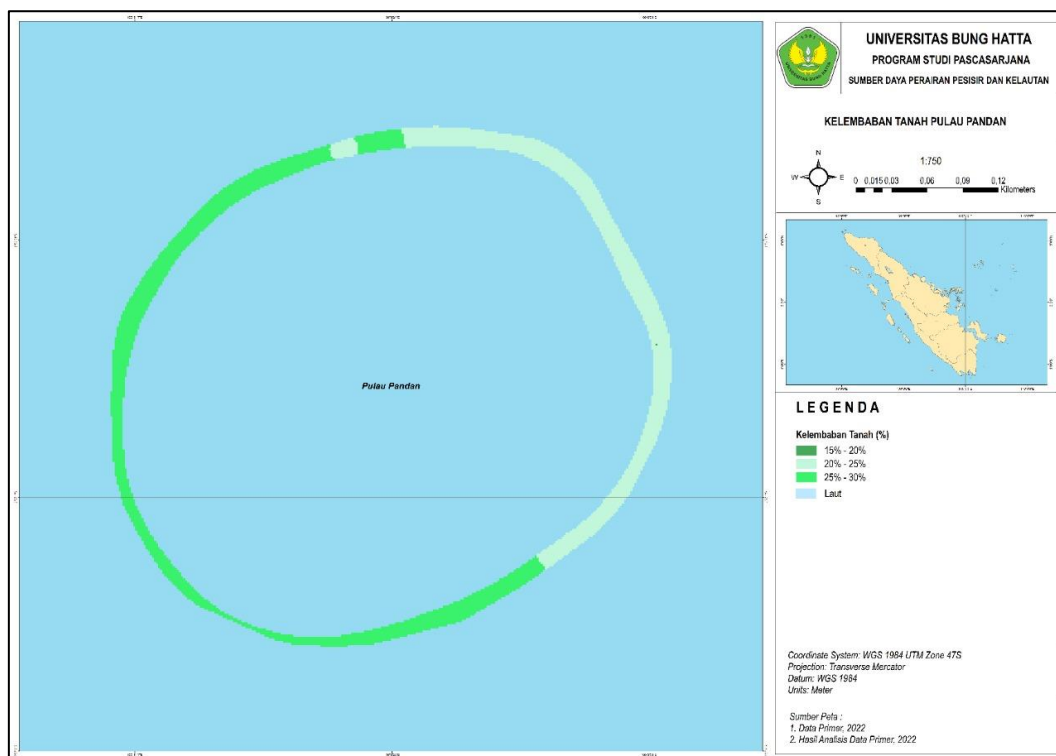 UNIVERSITAS BUNG HATTA
PROGRAM STUDI PASCASARJANA
SUMBER DAYA PERAIRAN PESISIR DAN KELAUTAN
KELEMBABAN TANAH PULAU PANDAN
N
W E
S
1:750
0 0,015 0,03 0,06 0,09 0,12
Kilometers
Pulau Pandan
LEGENDA
Kelembaban Tanah (%)
15% - 20%
20% - 25%
25% - 30%
Laut
Coordinate System: WGS 1984 UTM Zone 47S
Projection: Transverse Mercator
Datum: WGS 1984
Units: Meter
Sumber Peta :
1. Data Primer, 2022
2. Hasil Analisis Data Primer, 2022